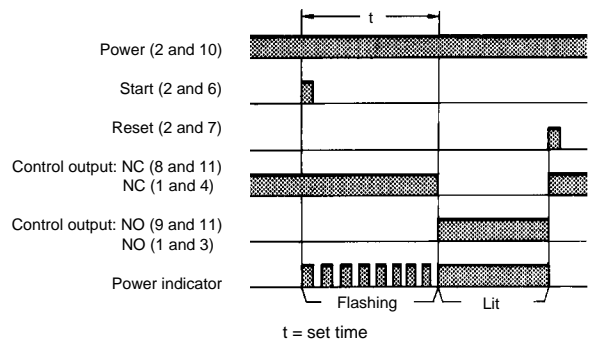 t
Power (2 and 10)
Start (2 and 6)
Reset (2 and 7)
Control output: NC (8 and 11)
NC (1 and 4)
Control output: NO (9 and 11)
NO (1 and 3)
Power indicator
Flashing
Lit
t = set time